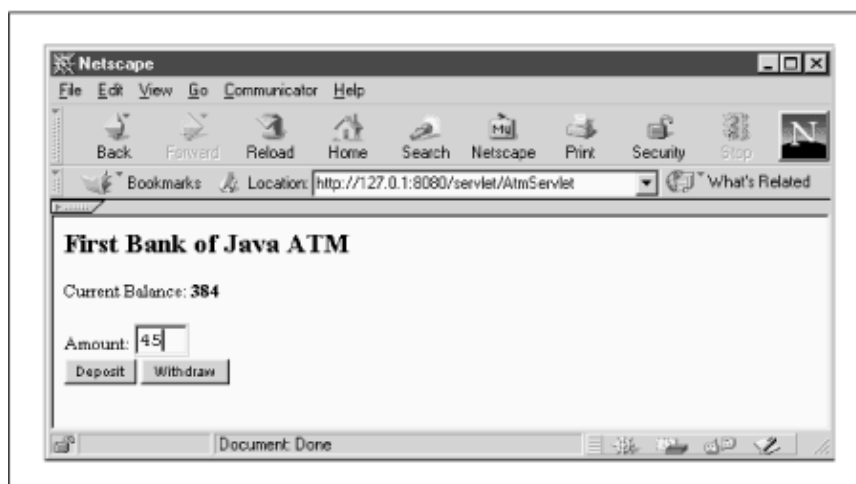 Netscape
File Edit View Go Communicator Help
Back Forward Reload Home Search Netscape Print Security Stop
Bookmarks Location: http://127.0.1:8080/servlet/AtmServlet What's Related
First Bank of Java ATM
Current Balance: 384
Amount: 45
Deposit Withdraw
Document: Done